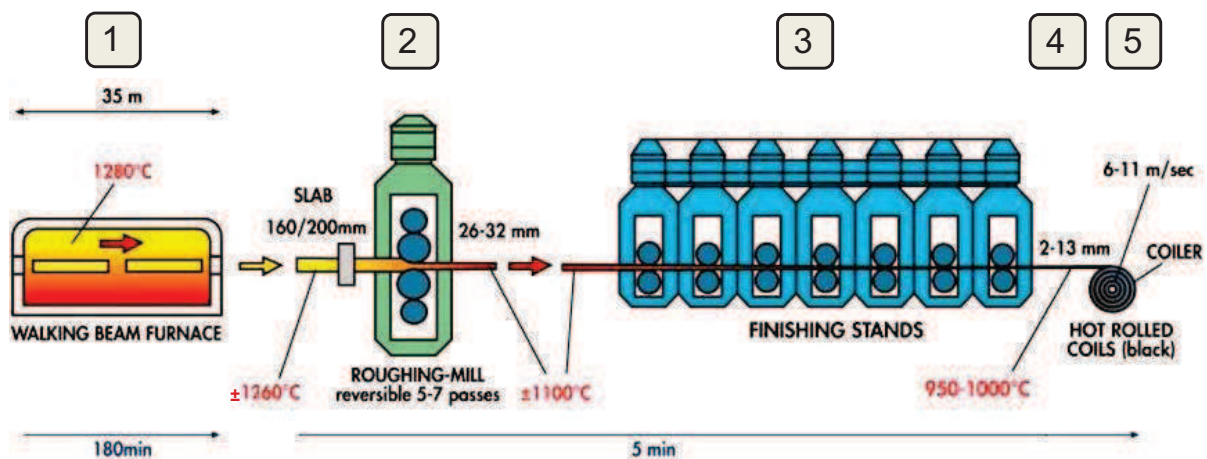 1
2
3
4
5
35 m
1280°C
SLAB
160/200mm
26-32 mm
6-11 m/sec
2-13 mm
COILER
WALKING BEAM FURNACE
FINISHING STANDS
HOT ROLLED
COILS (black)
ROUGHING-MILL
reversible 5-7 passes
±1260°C
±1100°C
950-1000°C
180min
5 min